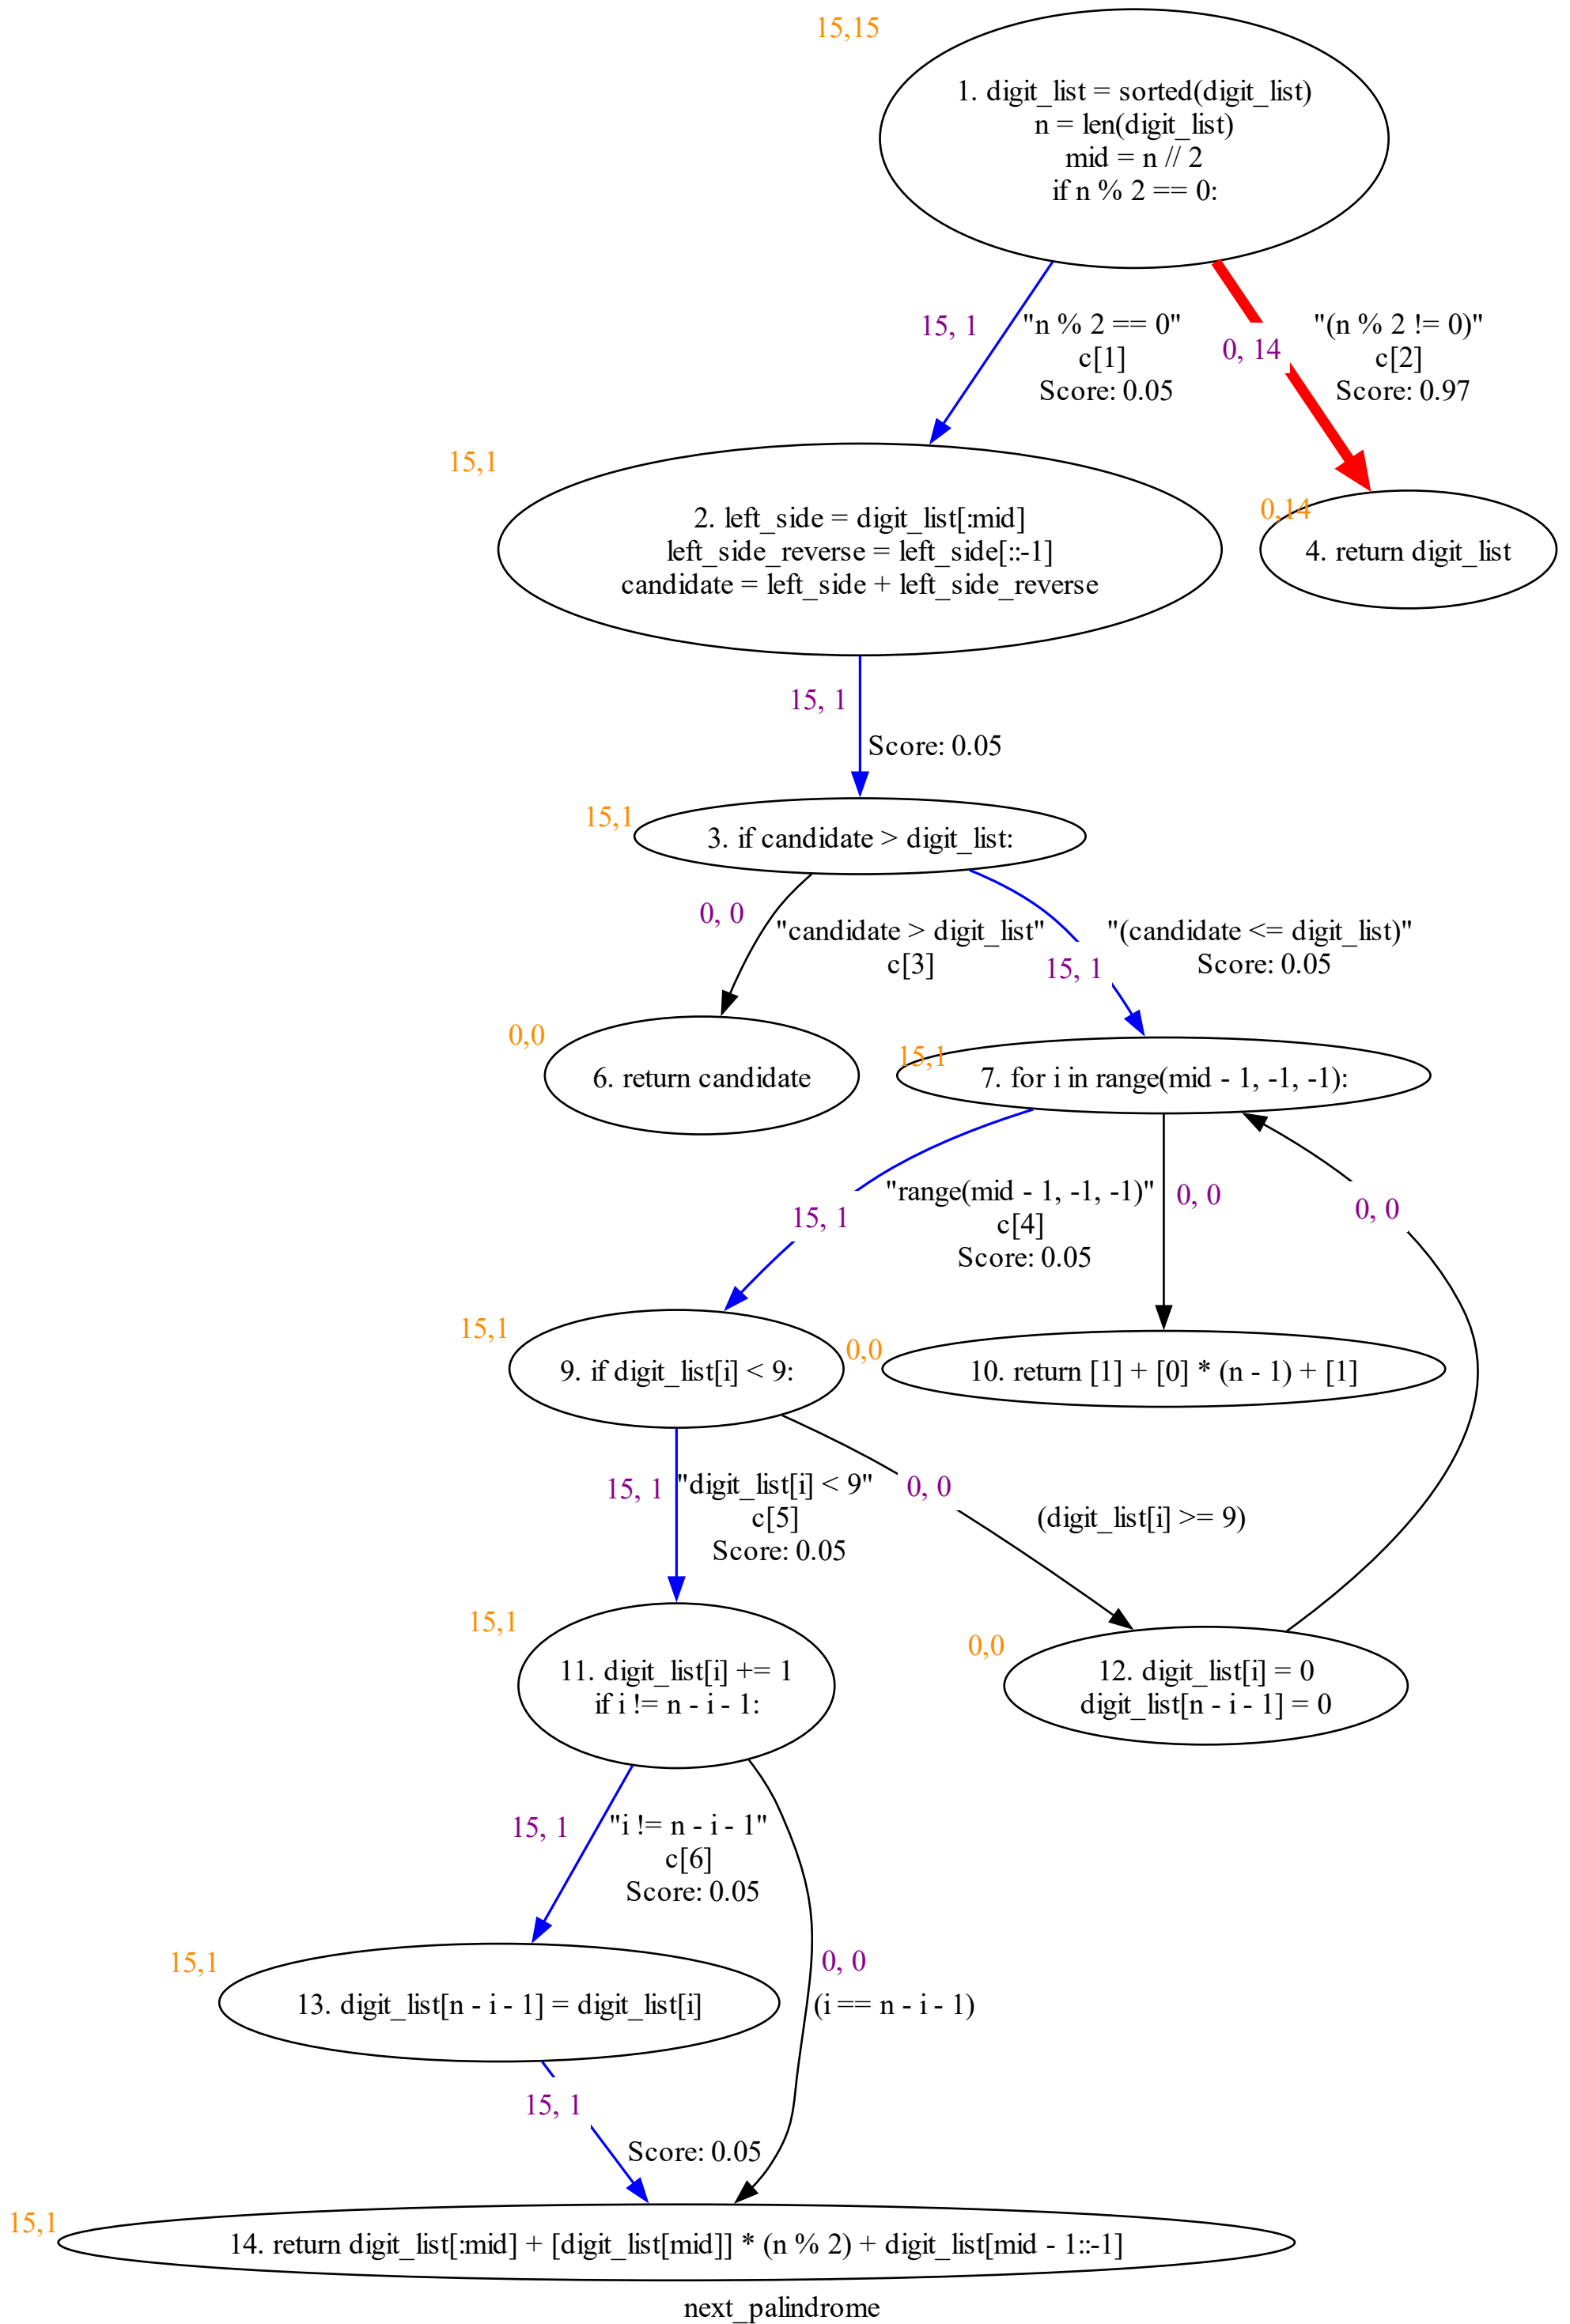 15,15
1. digit_list = sorted(digit_list)
n = len(digit_list)
mid = n // 2
if n % 2 == 0:
15, 1
"n % 2 == 0"
c[1]
Score: 0.05
0, 14
"(n % 2 != 0)"
c[2]
Score: 0.97
15,1
2. left_side = digit_list[:mid]
left_side_reverse = left_side[::-1]
candidate = left_side + left_side_reverse
0,14
4. return digit_list
15, 1
Score: 0.05
15,1
3. if candidate > digit_list:
0, 0
"candidate > digit_list"
c[3]
15, 1
"(candidate <= digit_list)"
Score: 0.05
0,0
6. return candidate
15,1
7. for i in range(mid - 1, -1, -1):
15, 1
"range(mid - 1, -1, -1)"
c[4]
Score: 0.05
0, 0
0, 0
15,1
9. if digit_list[i] < 9:
0,0
10. return [1] + [0] * (n - 1) + [1]
15, 1
"digit_list[i] < 9"
c[5]
Score: 0.05
0, 0
(digit_list[i] >= 9)
15,1
11. digit_list[i] += 1
if i != n - i - 1:
0,0
12. digit_list[i] = 0
digit_list[n - i - 1] = 0
15, 1
"i != n - i - 1"
c[6]
Score: 0.05
0, 0
(i == n - i - 1)
15,1
13. digit_list[n - i - 1] = digit_list[i]
15, 1
Score: 0.05
15,1
14. return digit_list[:mid] + [digit_list[mid]] * (n % 2) + digit_list[mid - 1::-1]
next_palindrome